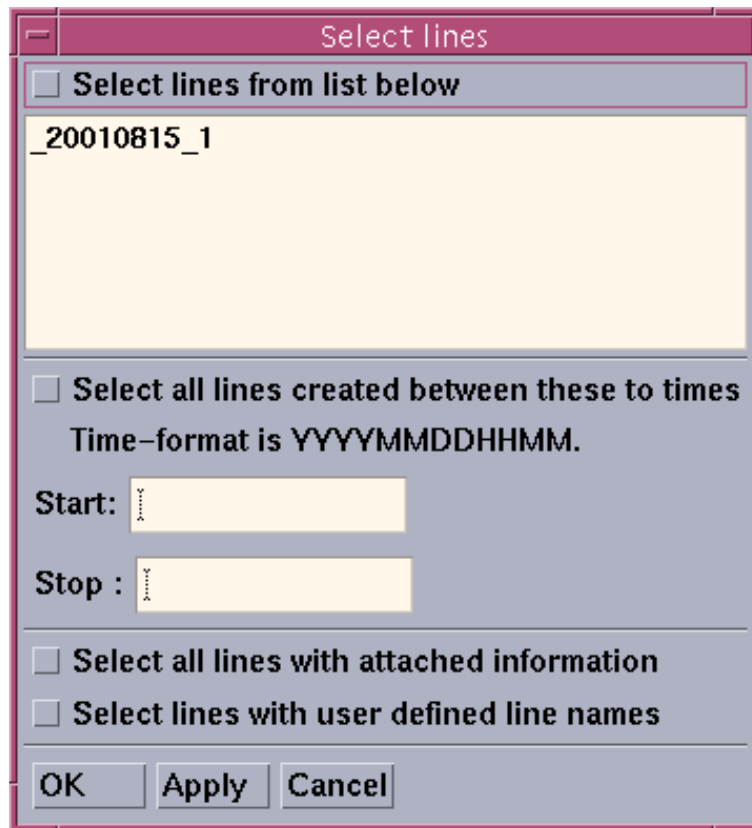 Select lines
Select lines from list below
_20010815_1
Select all lines created between these to times
Time-format is YYYYMMDDHHMM.
Start:
Stop :
Select all lines with attached information
Select lines with user defined line names
OK Apply Cancel